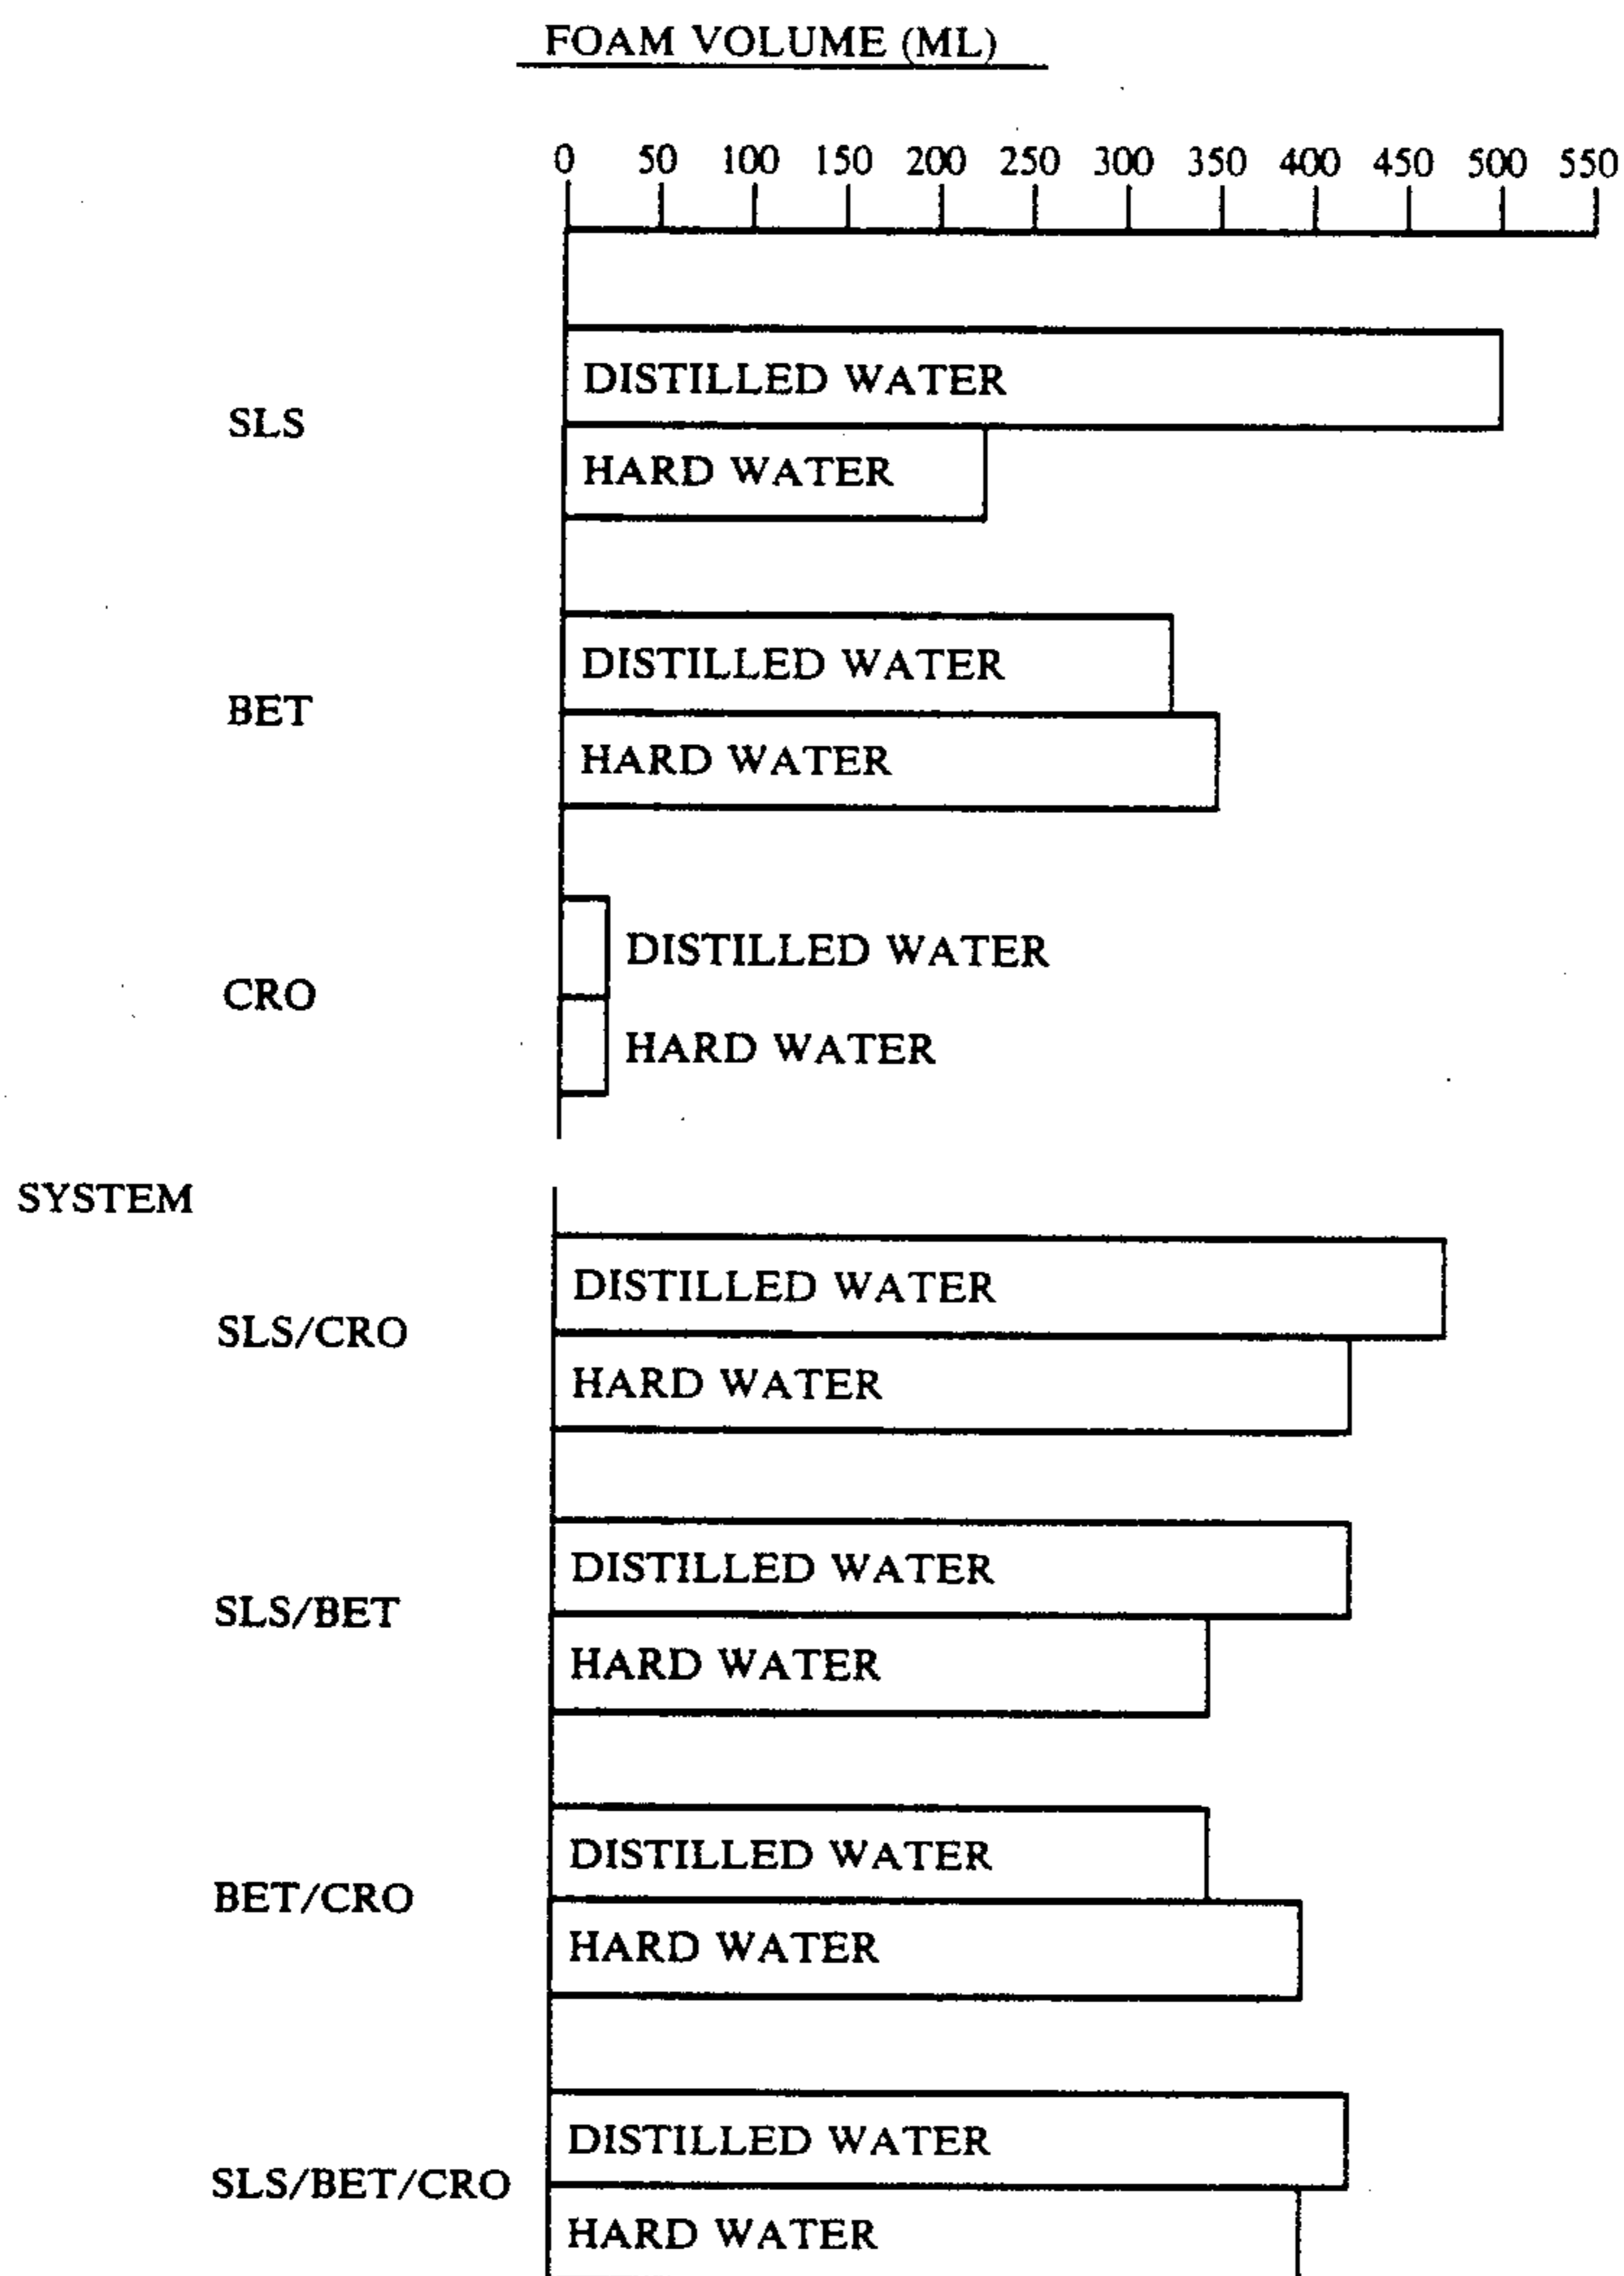 FOAM VOLUME (ML)
0 50 100 150 200 250 300 350 400 450 500 550
DISTILLED WATER
SLS
HARD WATER
DISTILLED WATER
BET
HARD WATER
DISTILLED WATER
CRO
HARD WATER
SYSTEM
DISTILLED WATER
SLS/CRO
HARD WATER
DISTILLED WATER
SLS/BET
HARD WATER
DISTILLED WATER
BET/CRO
HARD WATER
DISTILLED WATER
SLS/BET/CRO
HARD WATER